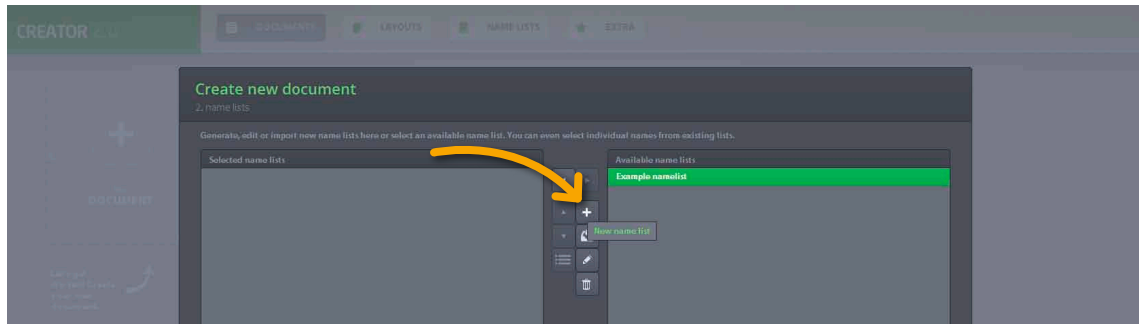 CREATOR 2.0
DOCUMENTS LAYOUTS NAME LISTS EXTRA
Create new document
2. name lists
Generate, edit or import new name lists here or select an available name list. You can even select individual names from existing lists.
Selected name lists
Available name lists
Example namelist
New name list
document